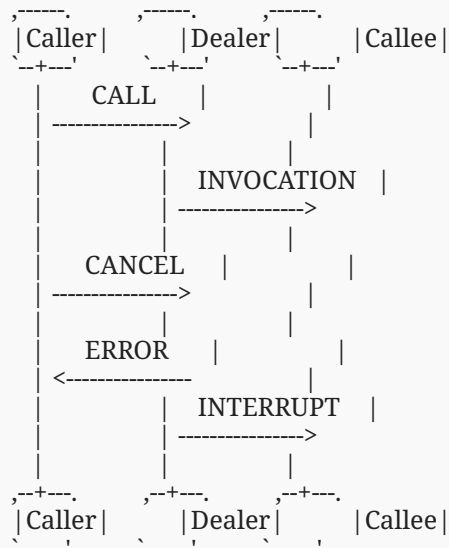 ,------.          ,------.          ,------.
|Caller|          |Dealer|          |Callee|
`--+---'          `--+---'          `--+---'
   |       CALL       |                  |
   | ---------------->                   |
   |                  |                  |
   |                  |    INVOCATION    |
   |                  | ---------------->
   |                  |                  |
   |      CANCEL      |                  |
   | ---------------->                   |
   |                  |                  |
   |      ERROR       |                  |
   | <----------------                   |
   |                  |    INTERRUPT     |
   |                  | ---------------->
   |                  |                  |
,--+---.          ,--+---.          ,--+---.
|Caller|          |Dealer|          |Callee|